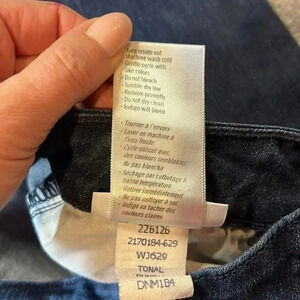 Turn inside out
Machine wash cold
Gentle cycle with
like colors
• Do not bleach
• Tumble dry low
• Remove promptly
• Do not dry clean
• Indigo will bleed
• Tourner à l'envers
• Laver en machine à
l'eau froide
• Cycle délicat avec
des couleurs semblables
• Ne pas blanchir
• Séchage par culbutage à
basse température
• Retirer immédiatement
• Ne pas nettoyer à sec
• Indigo va tacher des
couleurs claires
226126
2170184-629
WJ629
TONAL
DNM184